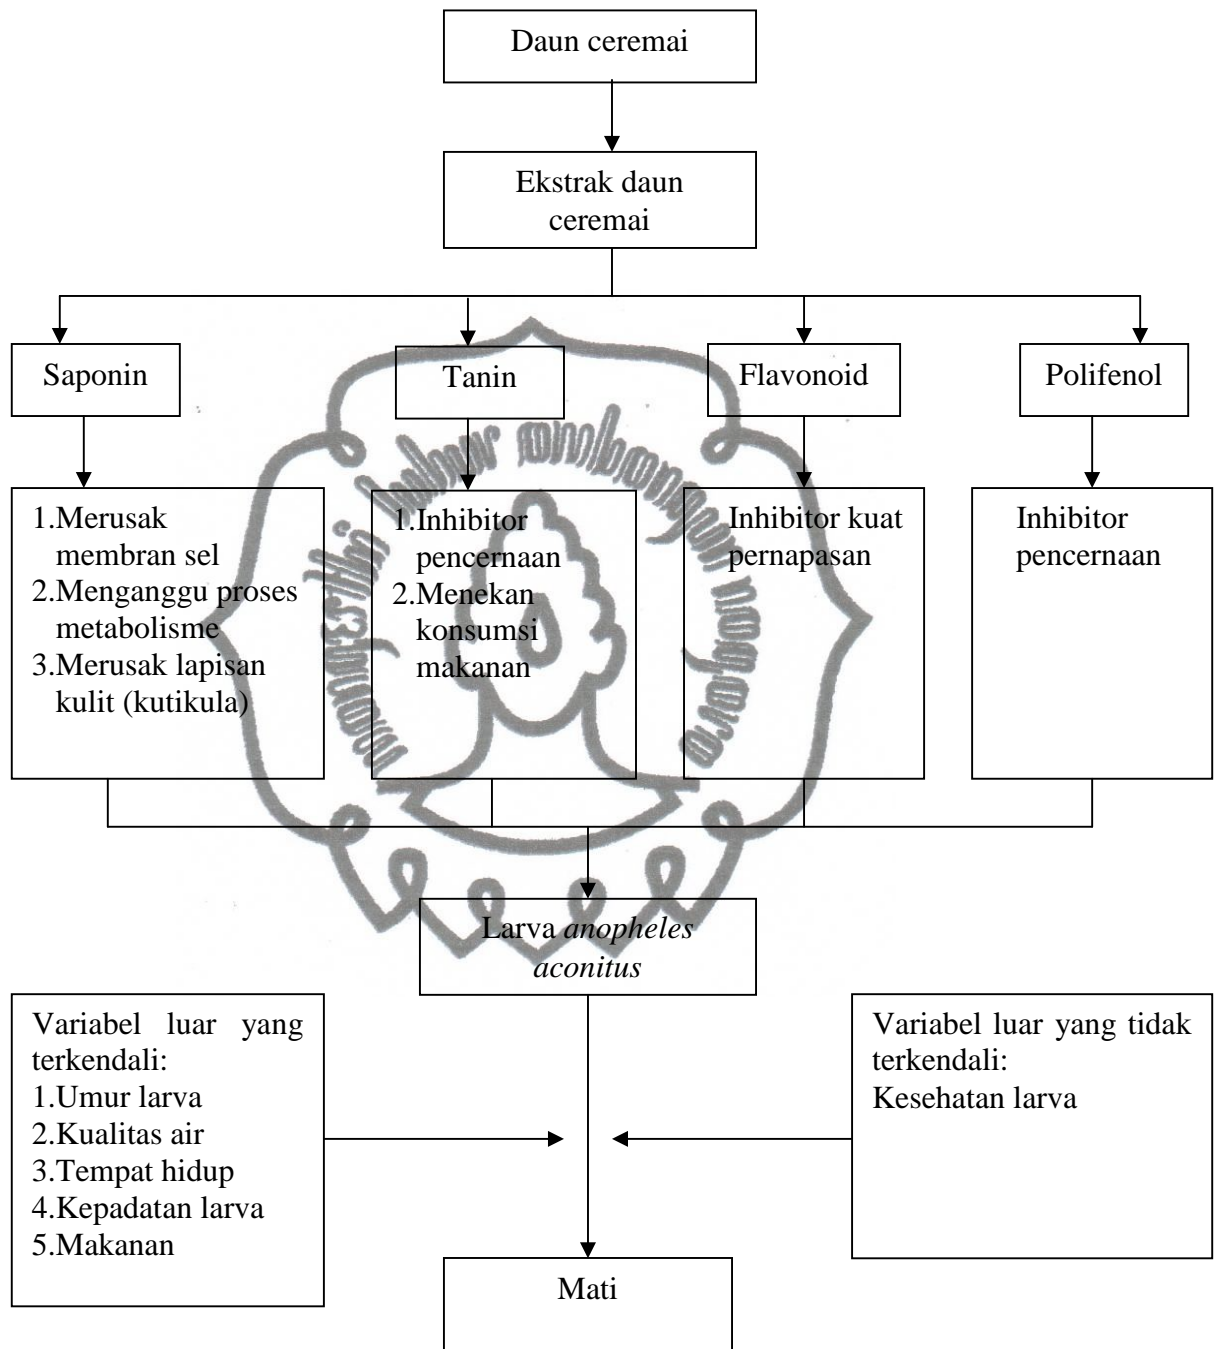 Daun ceremai
Ekstrak daun
ceremai
Saponin
Tanin
Flavonoid
Polifenol
1.Merusak
membran sel
2.Menganggu proses
metabolisme
3.Merusak lapisan
kulit (kutikula)
1.Inhibitor
pencernaan
2.Menekan
konsumsi
makanan
Inhibitor kuat
pernapasan
Inhibitor
pencernaan
Larva anopheles
aconitus
Variabel luar yang
terkendali:
1.Umur larva
2.Kualitas air
3.Tempat hidup
4.Kepadatan larva
5.Makanan
Variabel luar yang tidak
terkendali:
Kesehatan larva
Mati